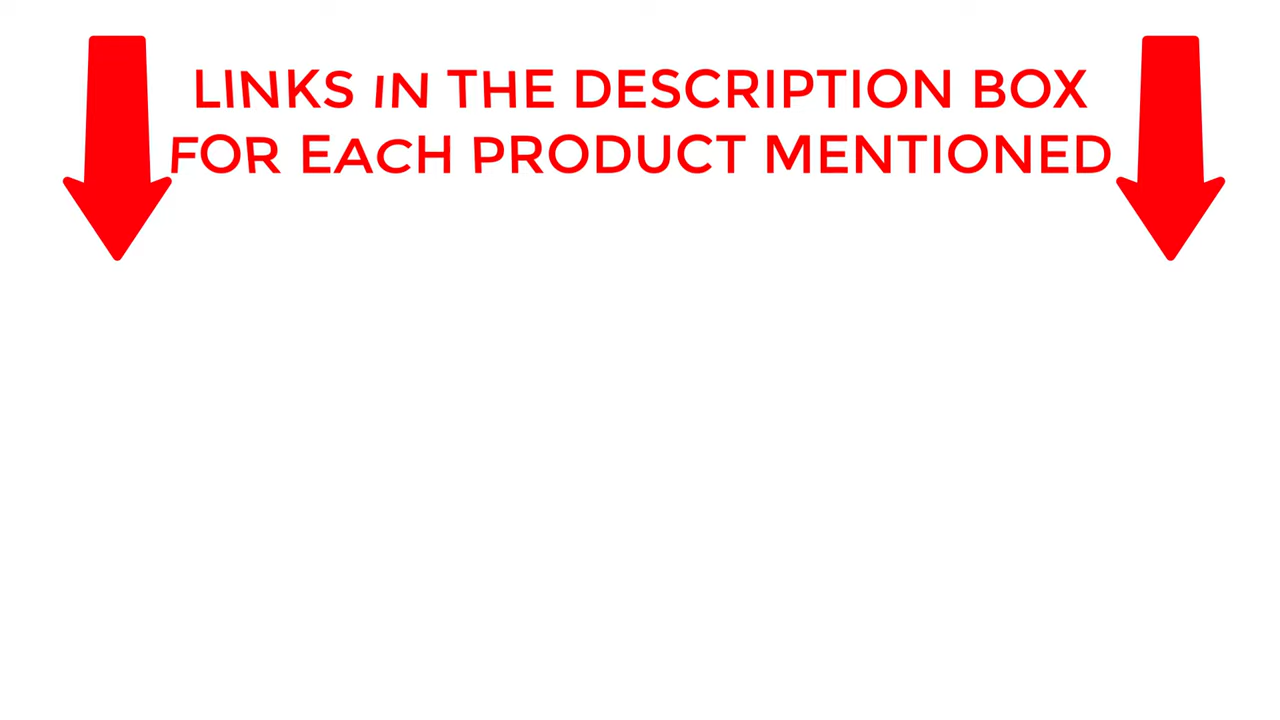 LINKS IN THE DESCRIPTION BOX
FOR EACH PRODUCT MENTIONED